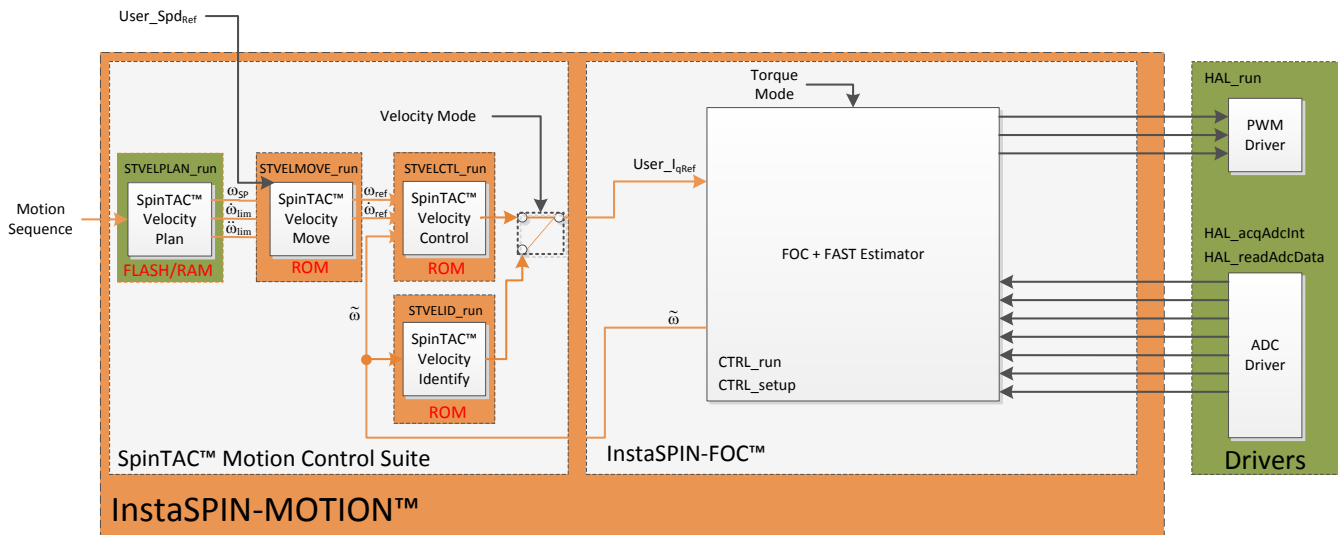 User_SpdRef
Motion
Sequence
STVELPLAN_run
SpinTAC™
Velocity
Plan
FLASH/RAM
ωSP
ω̇lim
ω̈lim
STVELMOVE_run
SpinTAC™
Velocity
Move
ROM
ωref
ω̇ref
STVELCTL_run
SpinTAC™
Velocity
Control
ROM
Velocity Mode
ω̃
STVELID_run
SpinTAC™
Velocity
Identify
ROM
SpinTAC™ Motion Control Suite
Torque
Mode
User_IqRef
FOC + FAST Estimator
ω̃
CTRL_run
CTRL_setup
InstaSPIN-FOC™
InstaSPIN-MOTION™
HAL_run
PWM
Driver
HAL_acqAdcInt
HAL_readAdcData
ADC
Driver
Drivers